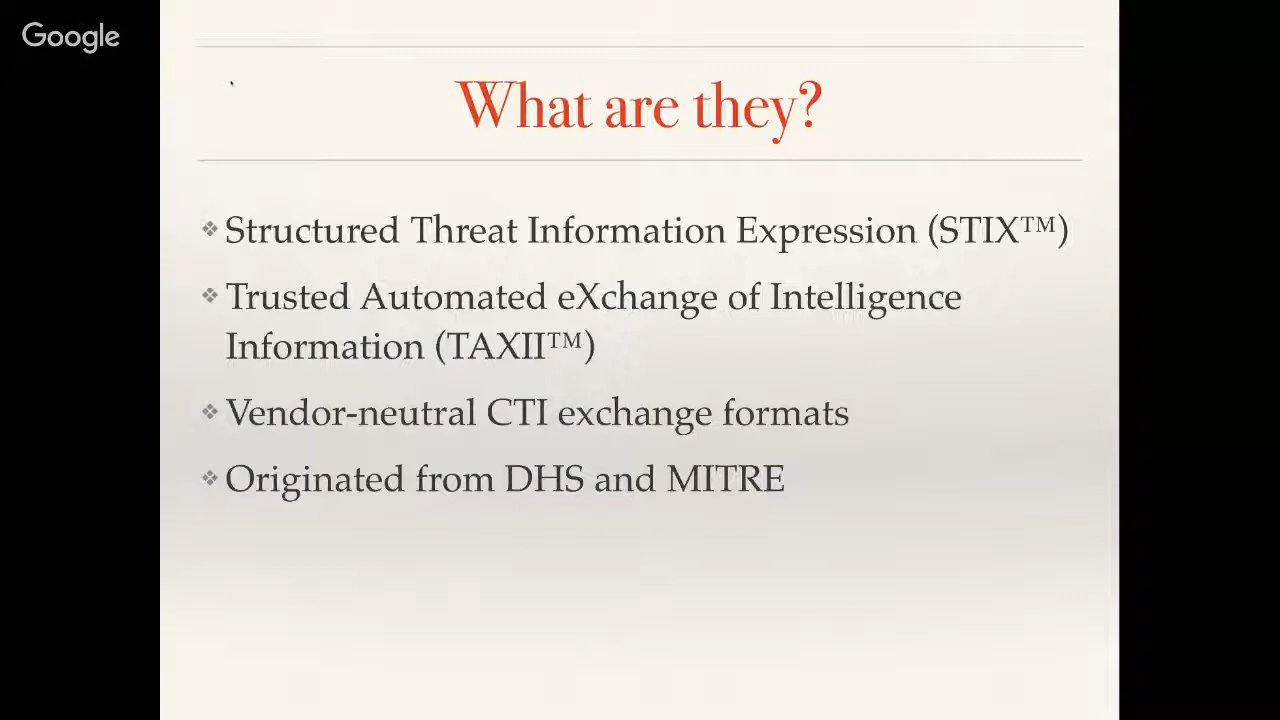 Google
What are they?
❖ Structured Threat Information Expression (STIX™)
❖ Trusted Automated eXchange of Intelligence
Information (TAXII™)
❖ Vendor-neutral CTI exchange formats
❖ Originated from DHS and MITRE